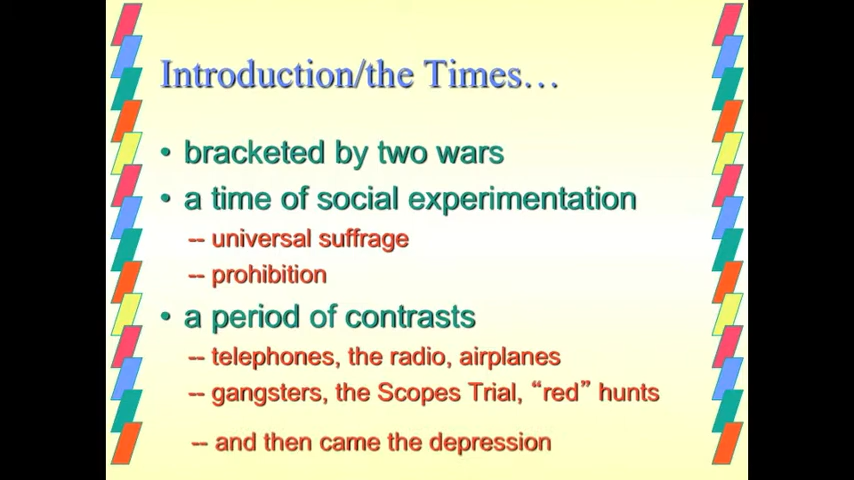 Introduction/the Times…
• bracketed by two wars
• a time of social experimentation
-- universal suffrage
-- prohibition
• a period of contrasts
-- telephones, the radio, airplanes
-- gangsters, the Scopes Trial, “red” hunts
-- and then came the depression